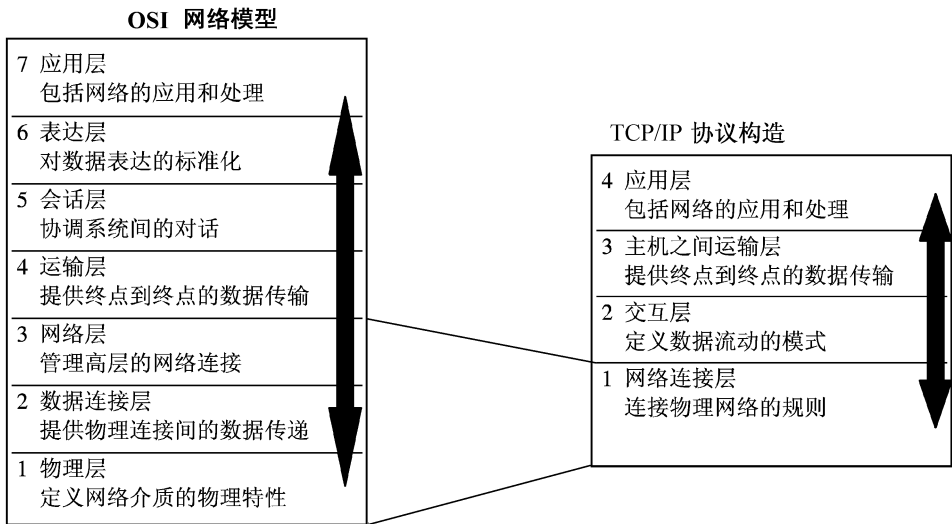 OSI 网络模型
7 应用层
包括网络的应用和处理
6 表达层
对数据表达的标准化
5 会话层
协调系统间的对话
4 运输层
提供终点到终点的数据传输
3 网络层
管理高层的网络连接
2 数据连接层
提供物理连接间的数据传递
1 物理层
定义网络介质的物理特性
TCP/IP 协议构造
4 应用层
包括网络的应用和处理
3 主机之间运输层
提供终点到终点的数据传输
2 交互层
定义数据流动的模式
1 网络连接层
连接物理网络的规则